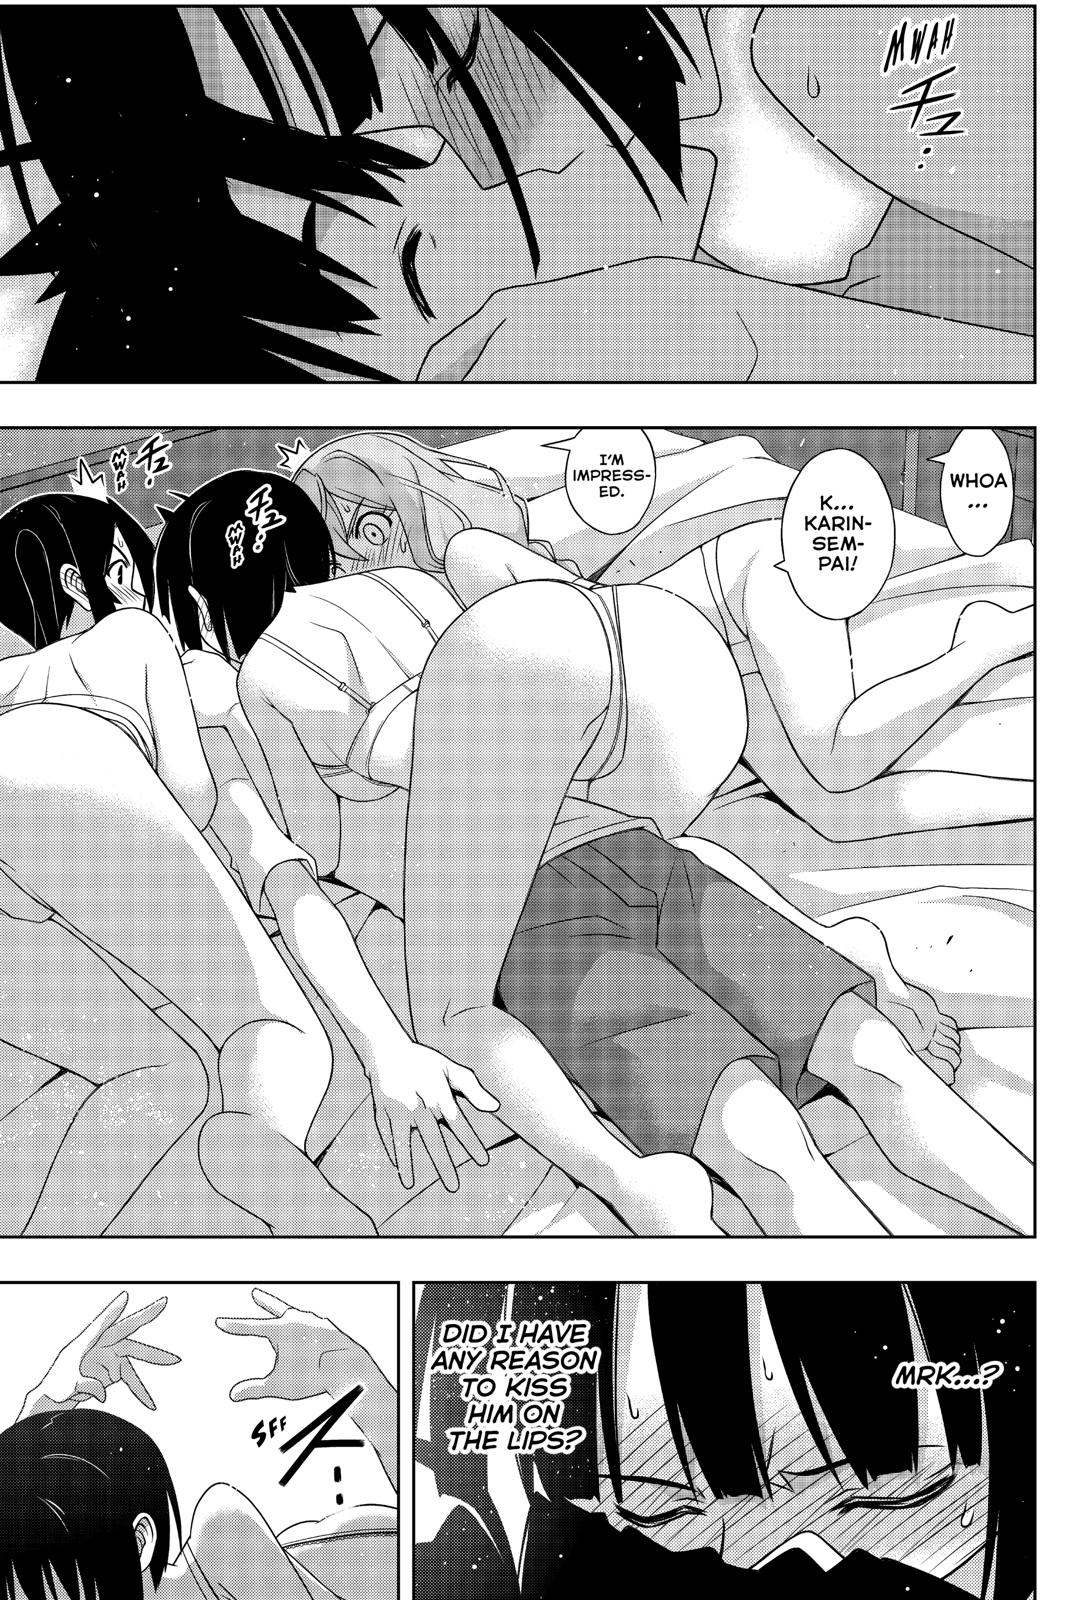 MWAH
チュ
WHOA
...
K...
KARIN-
SEM-
PAI!
I'M
IMPRESS-
ED.
チュ
MWAH
チュ
MWAH
MRK...?
DID I HAVE
ANY REASON
TO KISS
HIM ON
THE LIPS?
SFF
スー